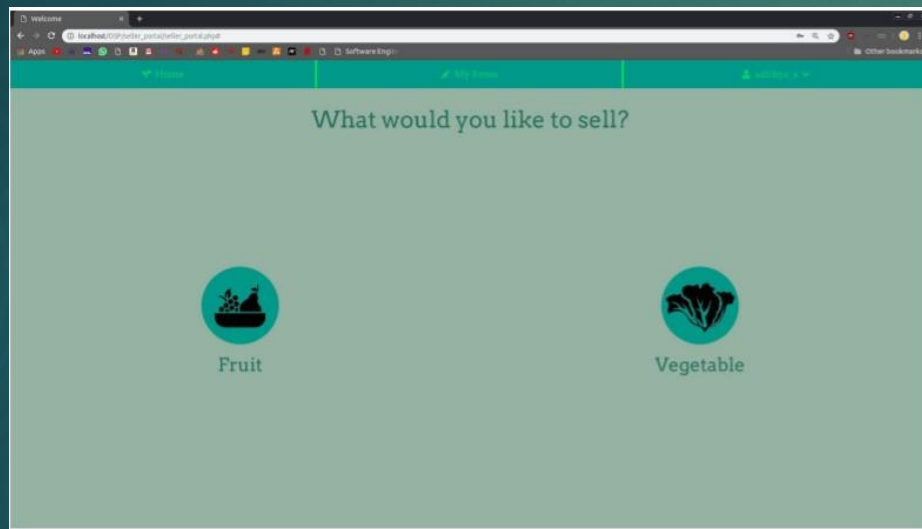 Welcome
localhost/OSP/seller_portal/seller_portal.php#
Apps
Software Engi
Other bookmarks
Home
My Items
What would you like to sell?
Fruit
Vegetable